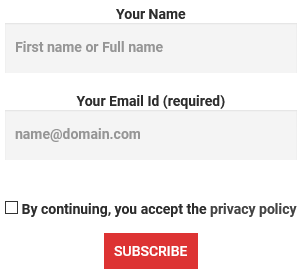 Your Name
First name or Full name
Your Email Id (required)
name@domain.com
By continuing, you accept the privacy policy
SUBSCRIBE